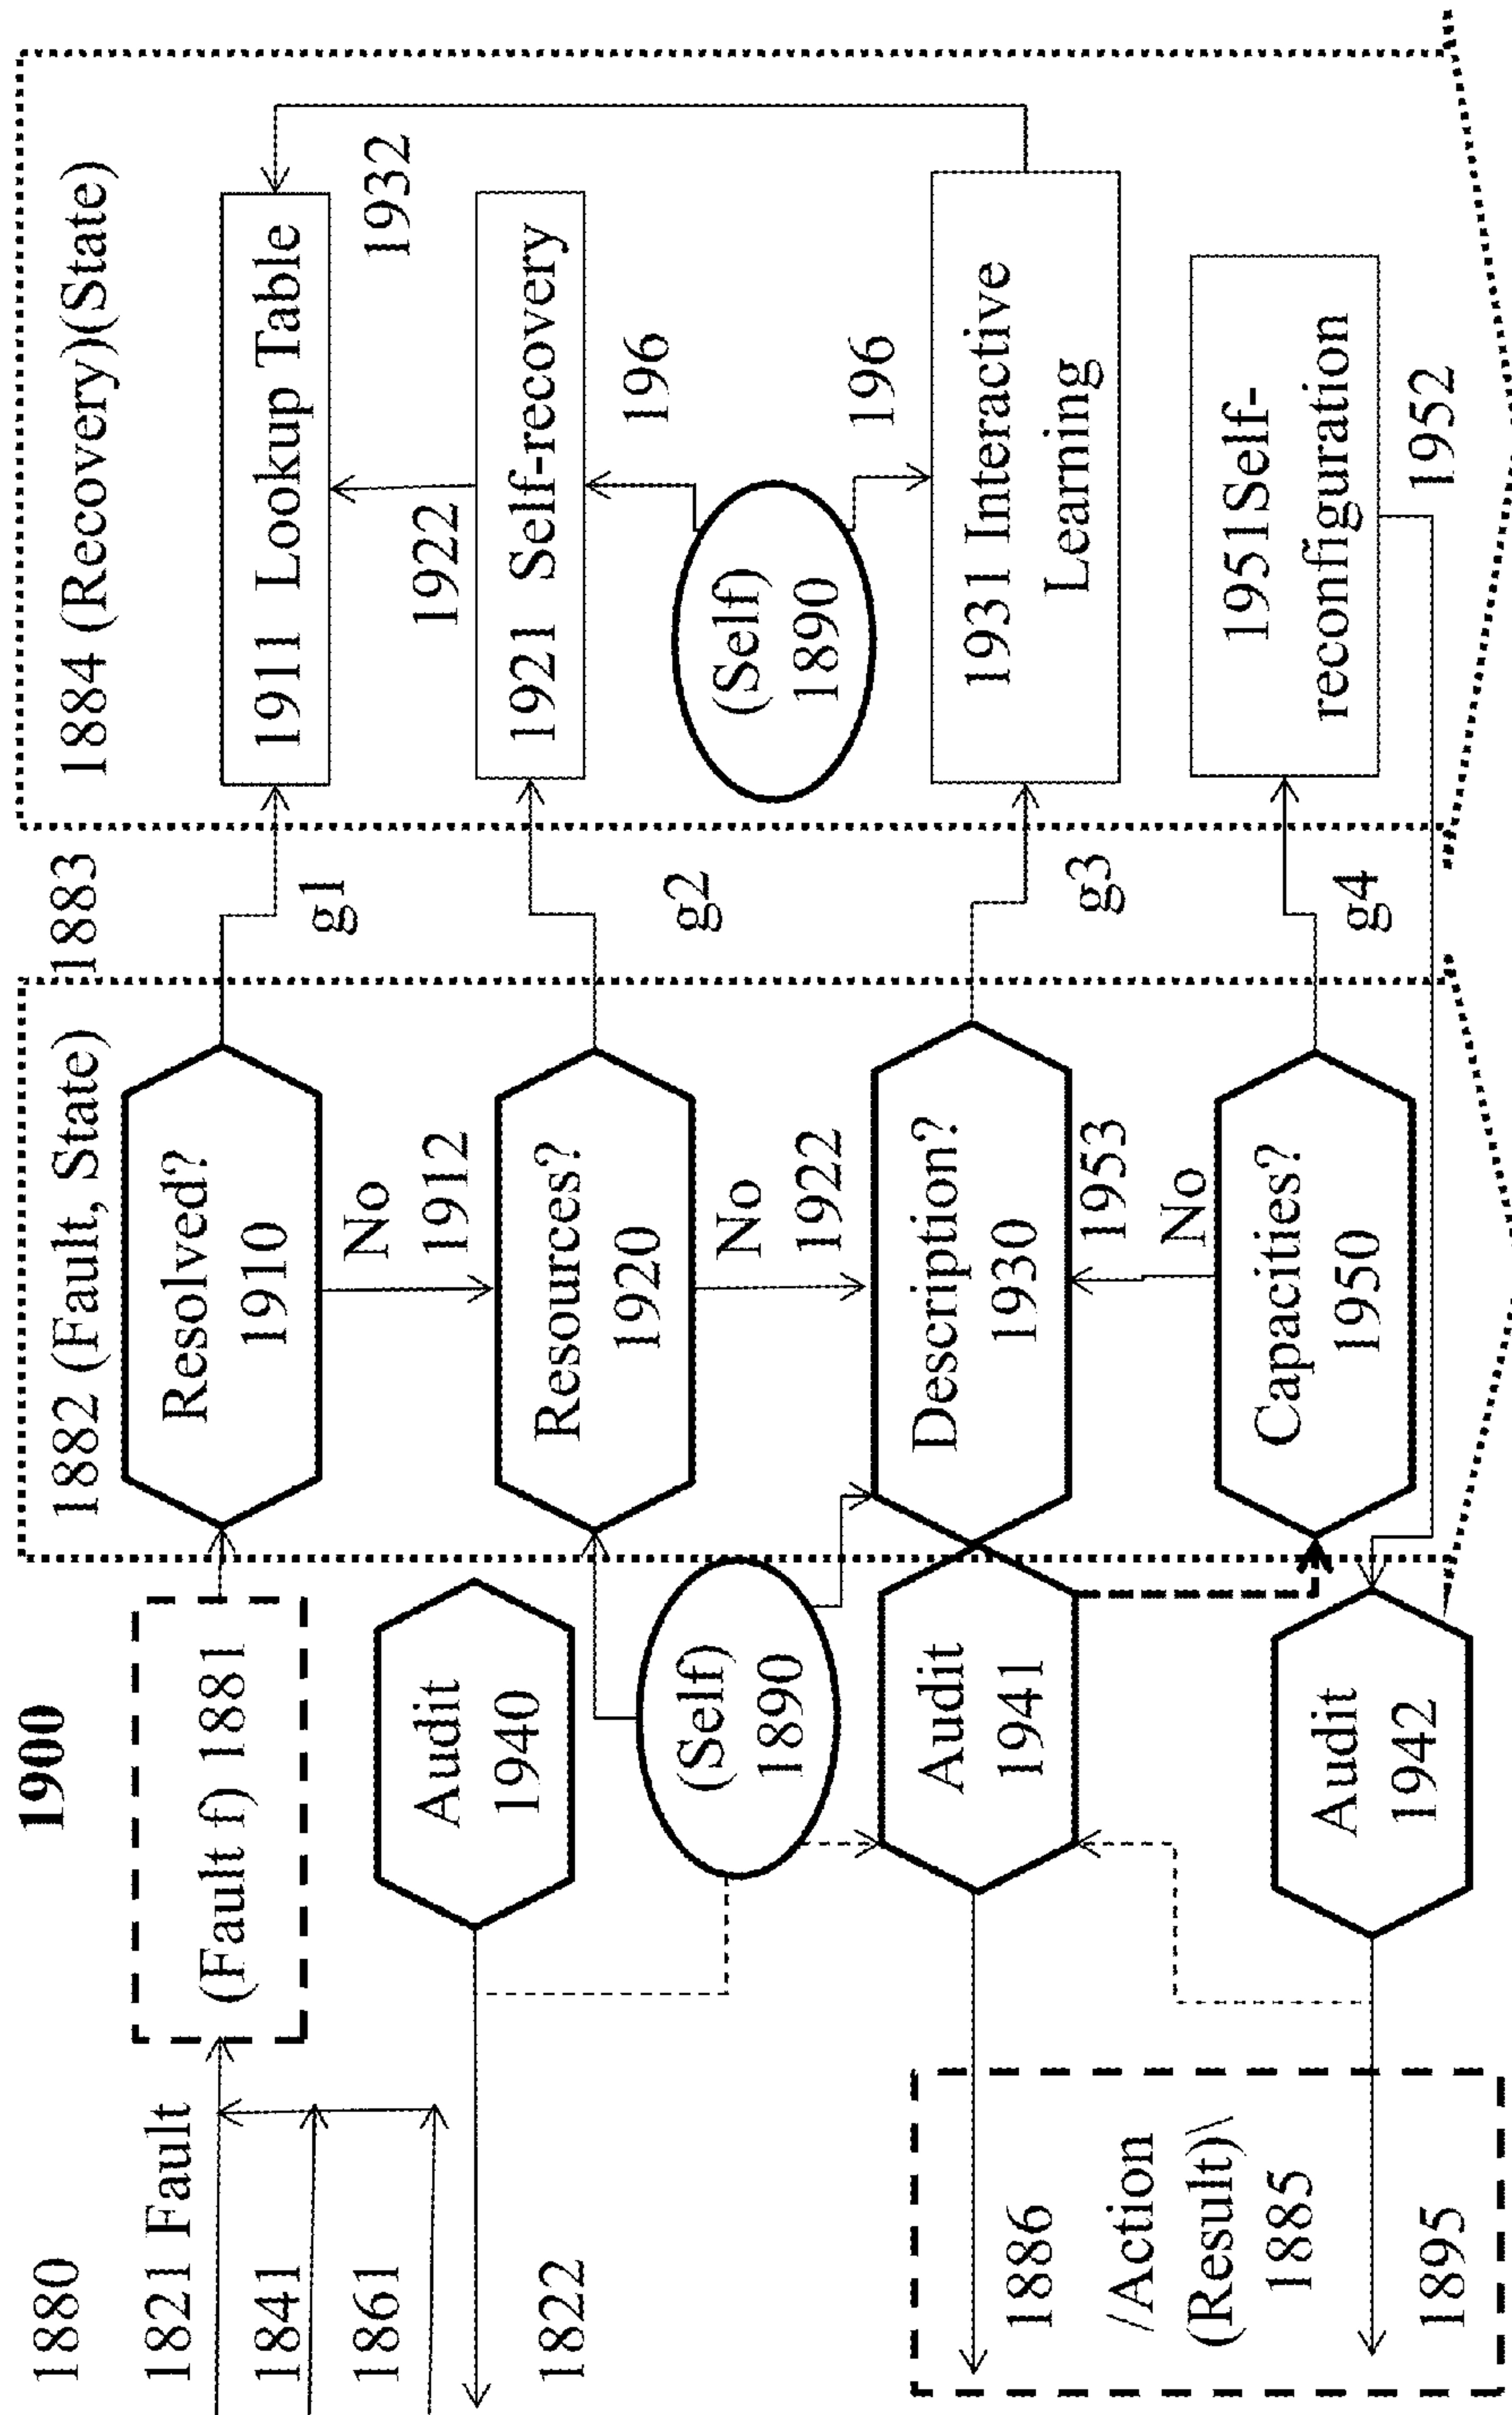 1900
1880
1821 Fault
1841
1861
1822
(Fault f) 1881
Audit
1940
(Self)
1890
Audit
1941
Audit
1942
1886
/Action
(Result)\
1885
1895
1882 (Fault, State)
Resolved?
1910
No
1912
Resources?
1920
No
1922
Description?
1930
1953
No
Capacities?
1950
1883
g1
g2
g3
g4
1884 (Recovery)(State)
1911 Lookup Table
1932
1922
1921 Self-recovery
196
(Self)
1890
196
1931 Interactive
Learning
1951Self-
reconfiguration
1952